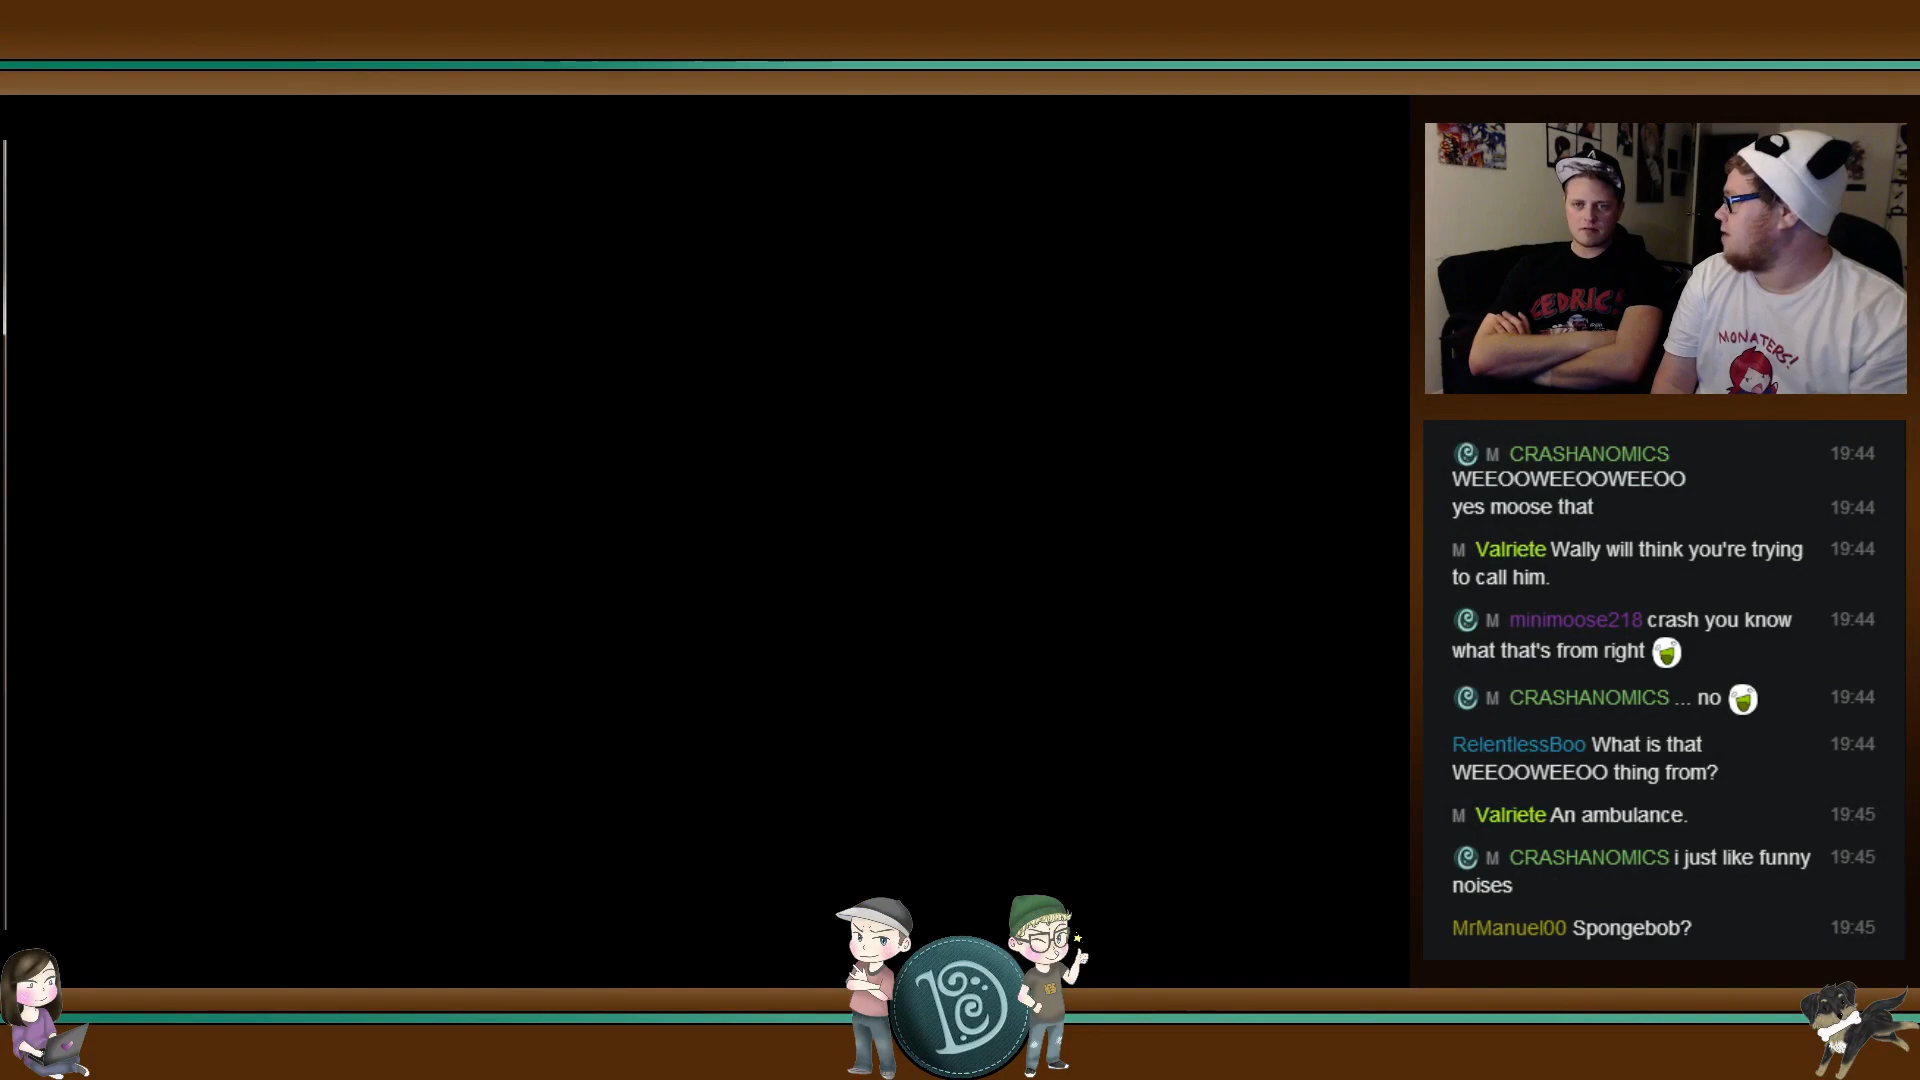 CEDRIC!
MONATERS!
M CRASHANOMICS 19:44
WEEOOWEEOOWEEOO
yes moose that 19:44
M Valriete Wally will think you're trying 19:44
to call him.
M minimoose218 crash you know 19:44
what that's from right
M CRASHANOMICS ... no 19:44
RelentlessBoo What is that 19:44
WEEOOWEEOO thing from?
M Valriete An ambulance. 19:45
M CRASHANOMICS i just like funny 19:45
noises
MrManuel00 Spongebob? 19:45